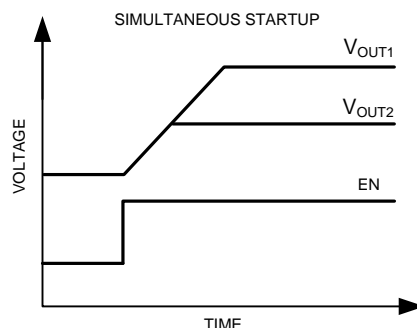 SIMULTANEOUS STARTUP
VOUT1
VOUT2
EN
VOLTAGE
TIME